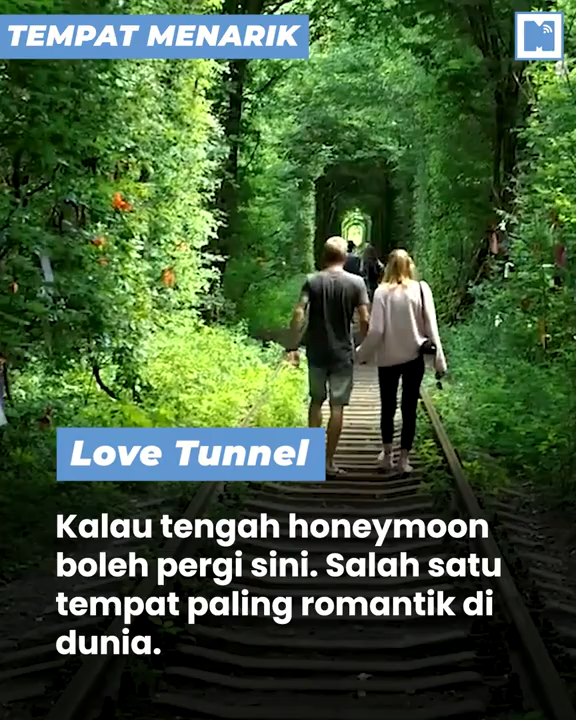 TEMPAT MENARIK
N
Love Tunnel
Kalau tengah honeymoon
boleh pergi sini. Salah satu
tempat paling romantik di
dunia.